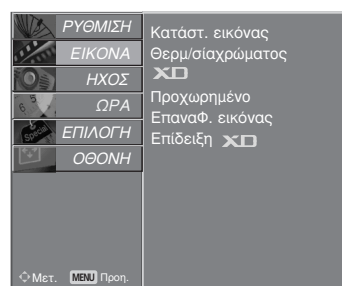 ΡΥΘΜΙΣΗ
ΕΙΚΟΝΑ
ΗΧΟΣ
ΩΡΑ
Special
ΕΠΙΛΟΓΗ
ΟΘΟΝΗ
Κατάστ. εικόνας
Θερμ/σίαχρώματος
XD
Προχωρημένο
ΕπαναΦ. εικόνας
Επίδειξη XD
Μετ. MENU Προη.